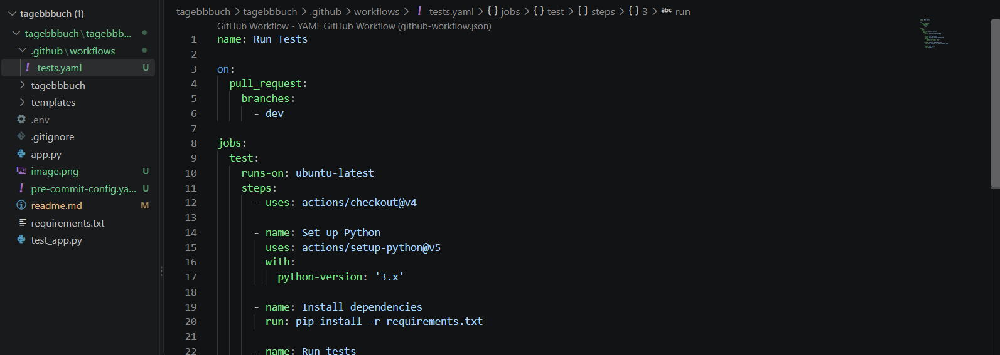 tagebbbuch (1)
tagebbbuch\tagebbb...
.github\workflows
! tests.yaml U
tagebbbuch
templates
.env
.gitignore
app.py
image.png U
! pre-commit-config.ya... U
readme.md M
requirements.txt
test_app.py
tagebbbuch > tagebbbuch > .github > workflows > ! tests.yaml > {} jobs > {} test > [] steps > {} 3 > abc run
GitHub Workflow - YAML GitHub Workflow (github-workflow.json)
1 name: Run Tests
2
3 on:
4 pull_request:
5 branches:
6 - dev
7
8 jobs:
9 test:
10 runs-on: ubuntu-latest
11 steps:
12 - uses: actions/checkout@v4
13
14 - name: Set up Python
15 uses: actions/setup-python@v5
16 with:
17 python-version: '3.x'
18
19 - name: Install dependencies
20 run: pip install -r requirements.txt
21
22 - name: Run tests